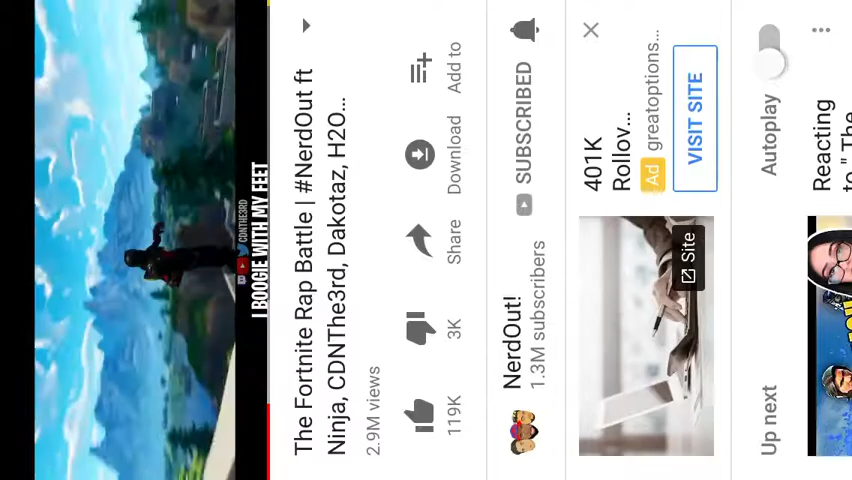 CDNTHE3RD
I BOOGIE WITH MY FEET
The Fortnite Rap Battle | #NerdOut ft
Ninja, CDNThe3rd, Dakotaz, H2O...
2.9M views
119K
3K
Share
Download
Add to
NerdOut!
1.3M subscribers
SUBSCRIBED
Site
401K
Rollov...
Ad greatoptions...
VISIT SITE
Up next
Autoplay
Reacting
to " The